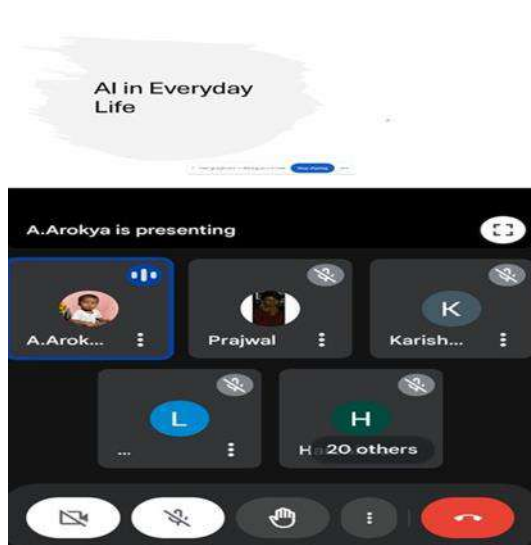 AI in Everyday
Life
A.Arokya is presenting
A.Arok...
Prajwal
K
Karish...
L
...
H
20 others